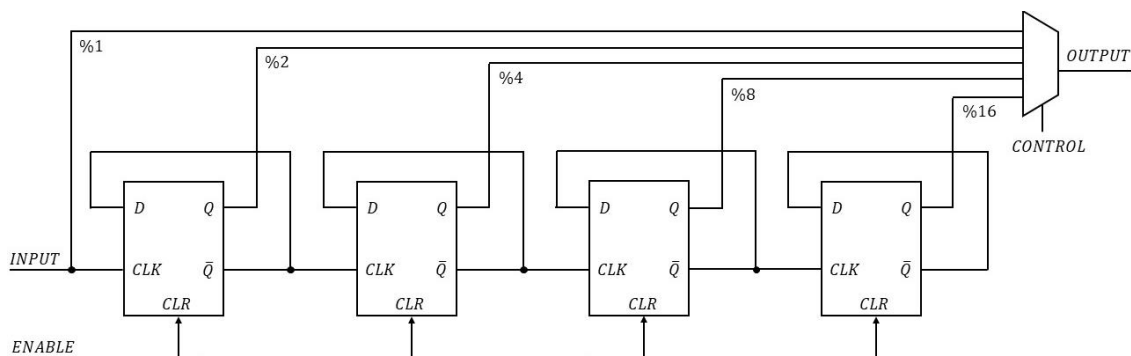 %1
%2
%4
%8
%16
OUTPUT
CONTROL
D Q
D Q
D Q
D Q
INPUT
CLK Q̅
CLK Q̅
CLK Q̅
CLK Q̅
CLR
CLR
CLR
CLR
ENABLE